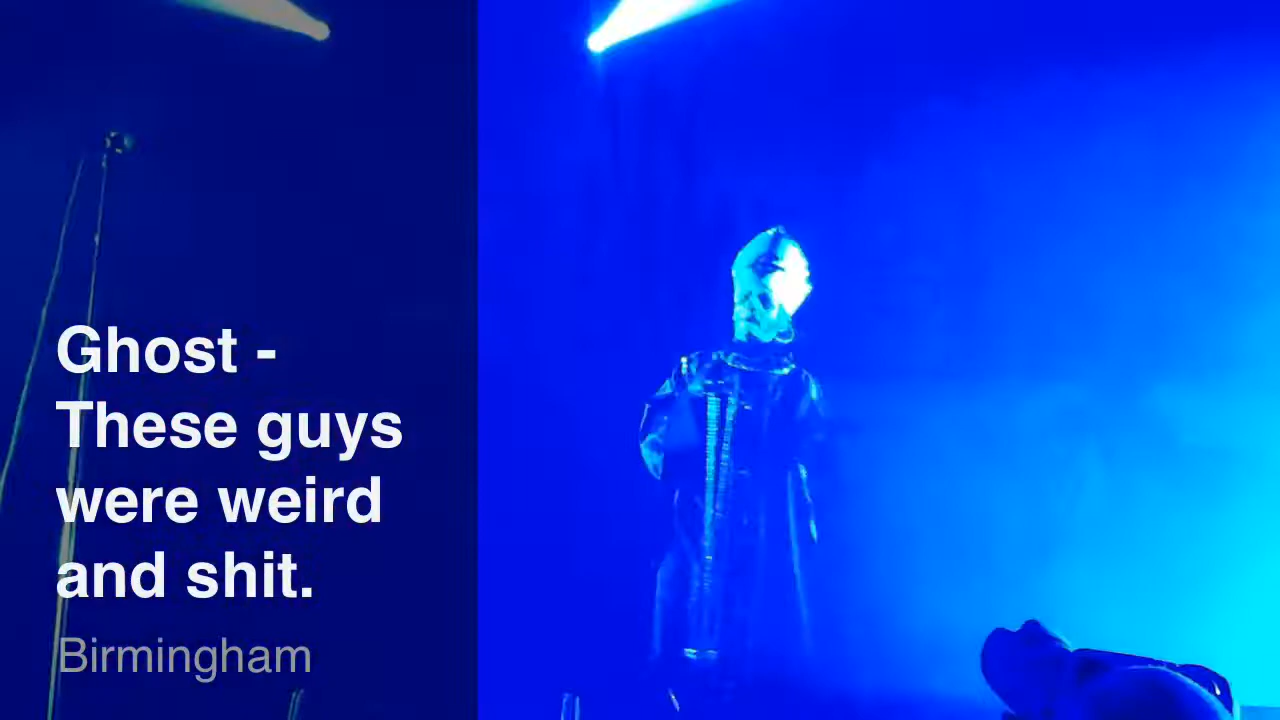 Ghost -
These guys
were weird
and shit.
Birmingham